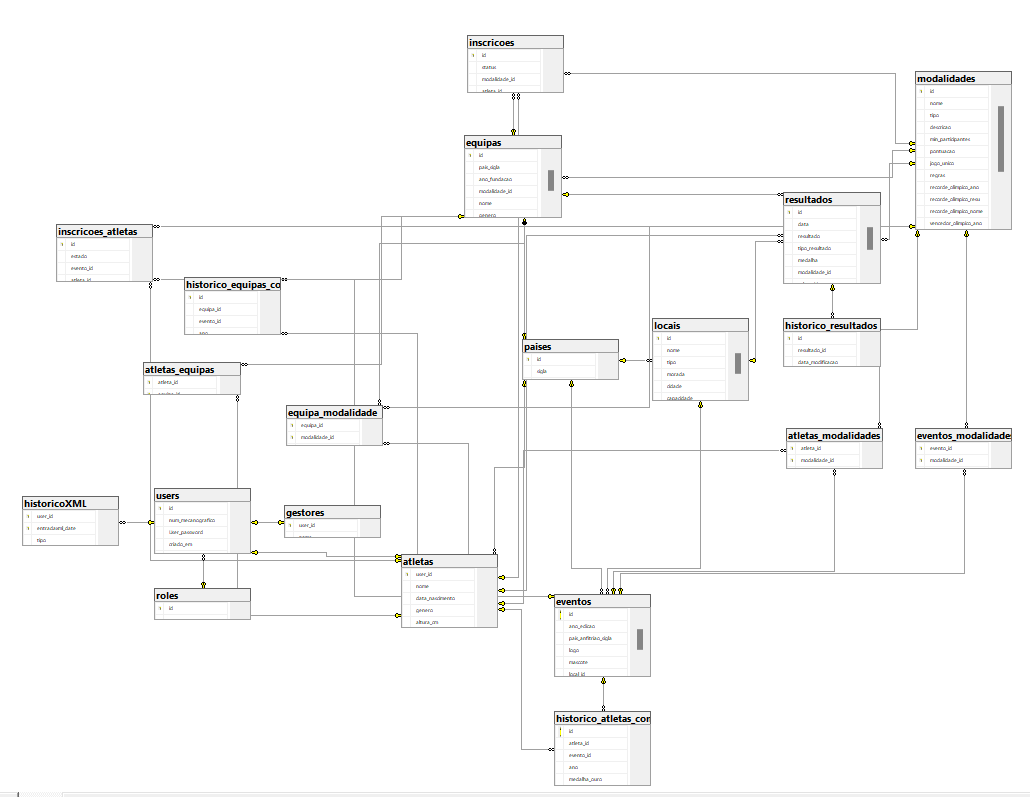 inscricoes
id
status
modalidade_id
atleta_id
modalidades
id
nome
tipo
descricao
min_participantes
pontuacao
jogo_unico
regras
recorde_olimpico_ano
recorde_olimpico_resu
recorde_olimpico_nome
vencedor_olimpico_ano
equipas
id
pais_sigla
ano_fundacao
modalidade_id
nome
genero
resultados
id
data
resultado
tipo_resultado
medalha
modalidade_id
inscricoes_atletas
id
estado
evento_id
atleta_id
historico_equipas_co
id
equipa_id
evento_id
ano
locais
id
nome
tipo
morada
cidade
capacidade
historico_resultados
id
resultado_id
data_modificacao
paises
id
sigla
atletas_equipas
atleta_id
equipa_modalidade
equipa_id
modalidade_id
atletas_modalidades
atleta_id
modalidade_id
eventos_modalidade
evento_id
modalidade_id
historicoXML
user_id
entradaxml_date
tipo
users
id
num_mecanografico
user_password
criado_em
gestores
user_id
nome
roles
id
atletas
user_id
nome
data_nascimento
genero
altura_cm
eventos
id
ano_edicao
pais_anfitriao_sigla
logo
mascote
local_id
historico_atletas_com
id
atleta_id
evento_id
ano
medalha_ouro